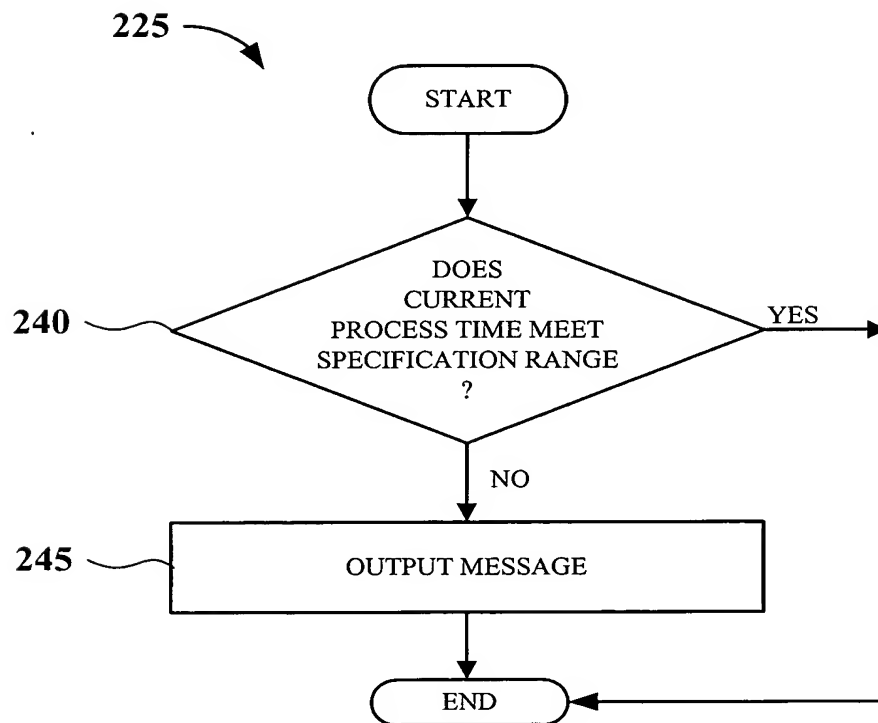 225
START
240
DOES
CURRENT
PROCESS TIME MEET
SPECIFICATION RANGE
?
YES
NO
245
OUTPUT MESSAGE
END